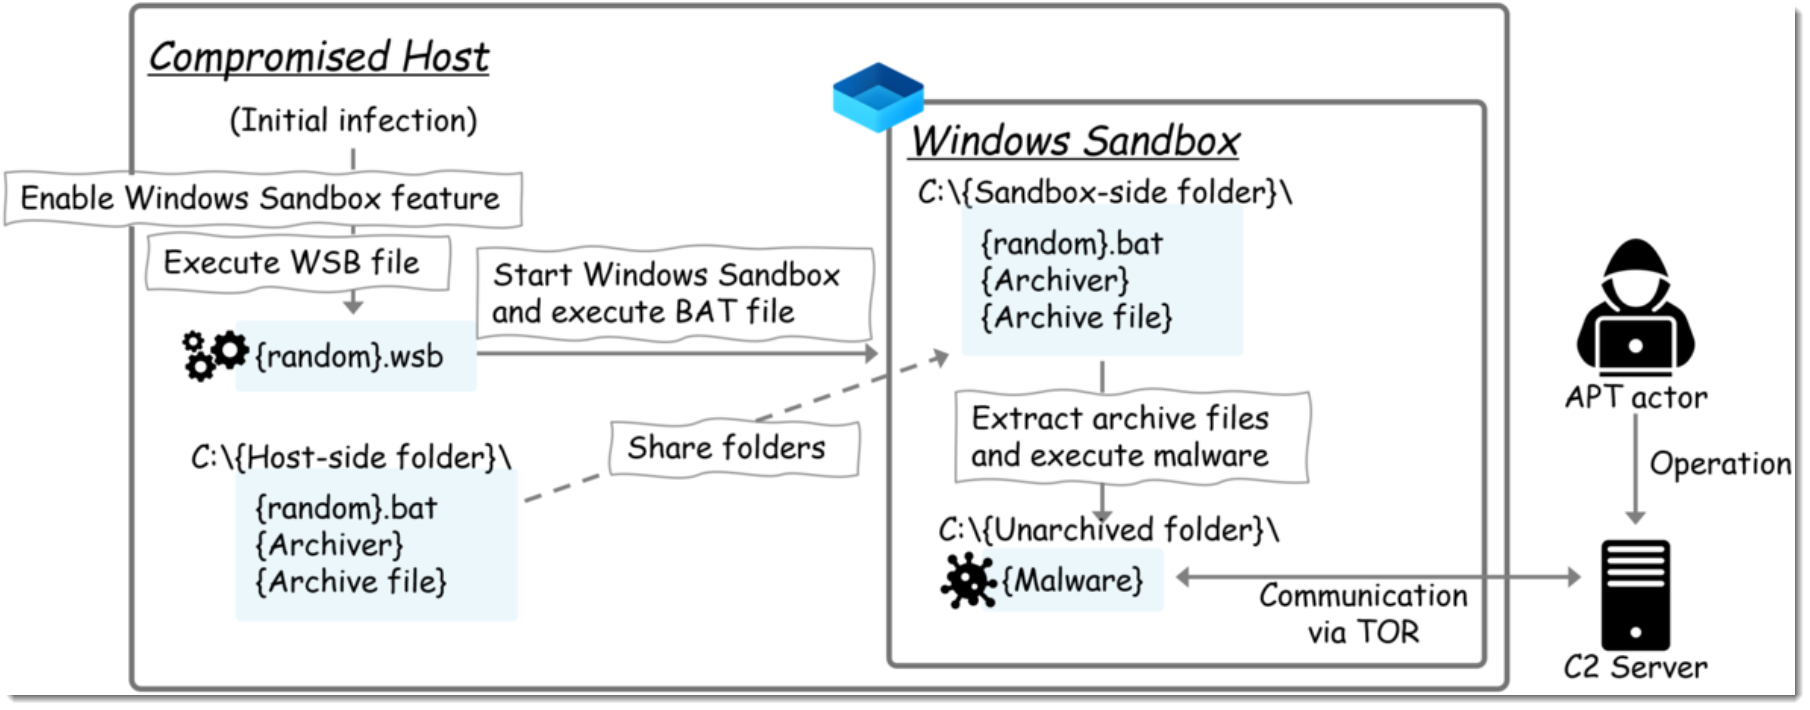 Compromised Host
(Initial infection)
Enable Windows Sandbox feature
Execute WSB file
{random}.wsb
Start Windows Sandbox
and execute BAT file
C:\{Host-side folder}\
{random}.bat
{Archiver}
{Archive file}
Share folders
Windows Sandbox
C:\{Sandbox-side folder}\
{random}.bat
{Archiver}
{Archive file}
Extract archive files
and execute malware
C:\{Unarchived folder}\
{Malware}
Communication
via TOR
APT actor
Operation
C2 Server